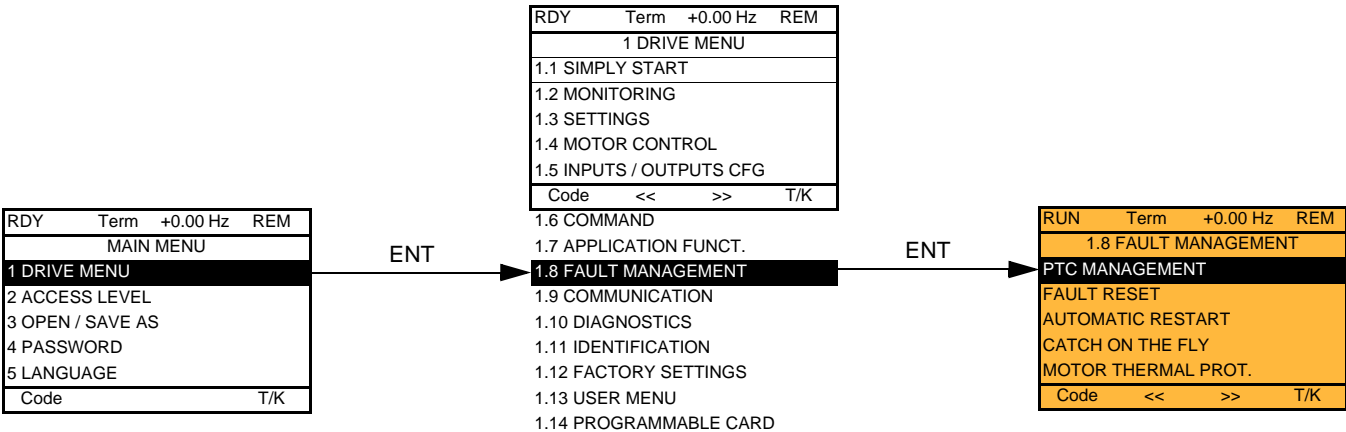 RDY Term +0.00 Hz REM
MAIN MENU
1 DRIVE MENU
2 ACCESS LEVEL
3 OPEN / SAVE AS
4 PASSWORD
5 LANGUAGE
Code T/K
ENT
RDY Term +0.00 Hz REM
1 DRIVE MENU
1.1 SIMPLY START
1.2 MONITORING
1.3 SETTINGS
1.4 MOTOR CONTROL
1.5 INPUTS / OUTPUTS CFG
Code << >> T/K
1.6 COMMAND
1.7 APPLICATION FUNCT.
1.8 FAULT MANAGEMENT
1.9 COMMUNICATION
1.10 DIAGNOSTICS
1.11 IDENTIFICATION
1.12 FACTORY SETTINGS
1.13 USER MENU
1.14 PROGRAMMABLE CARD
ENT
RUN Term +0.00 Hz REM
1.8 FAULT MANAGEMENT
PTC MANAGEMENT
FAULT RESET
AUTOMATIC RESTART
CATCH ON THE FLY
MOTOR THERMAL PROT.
Code << >> T/K